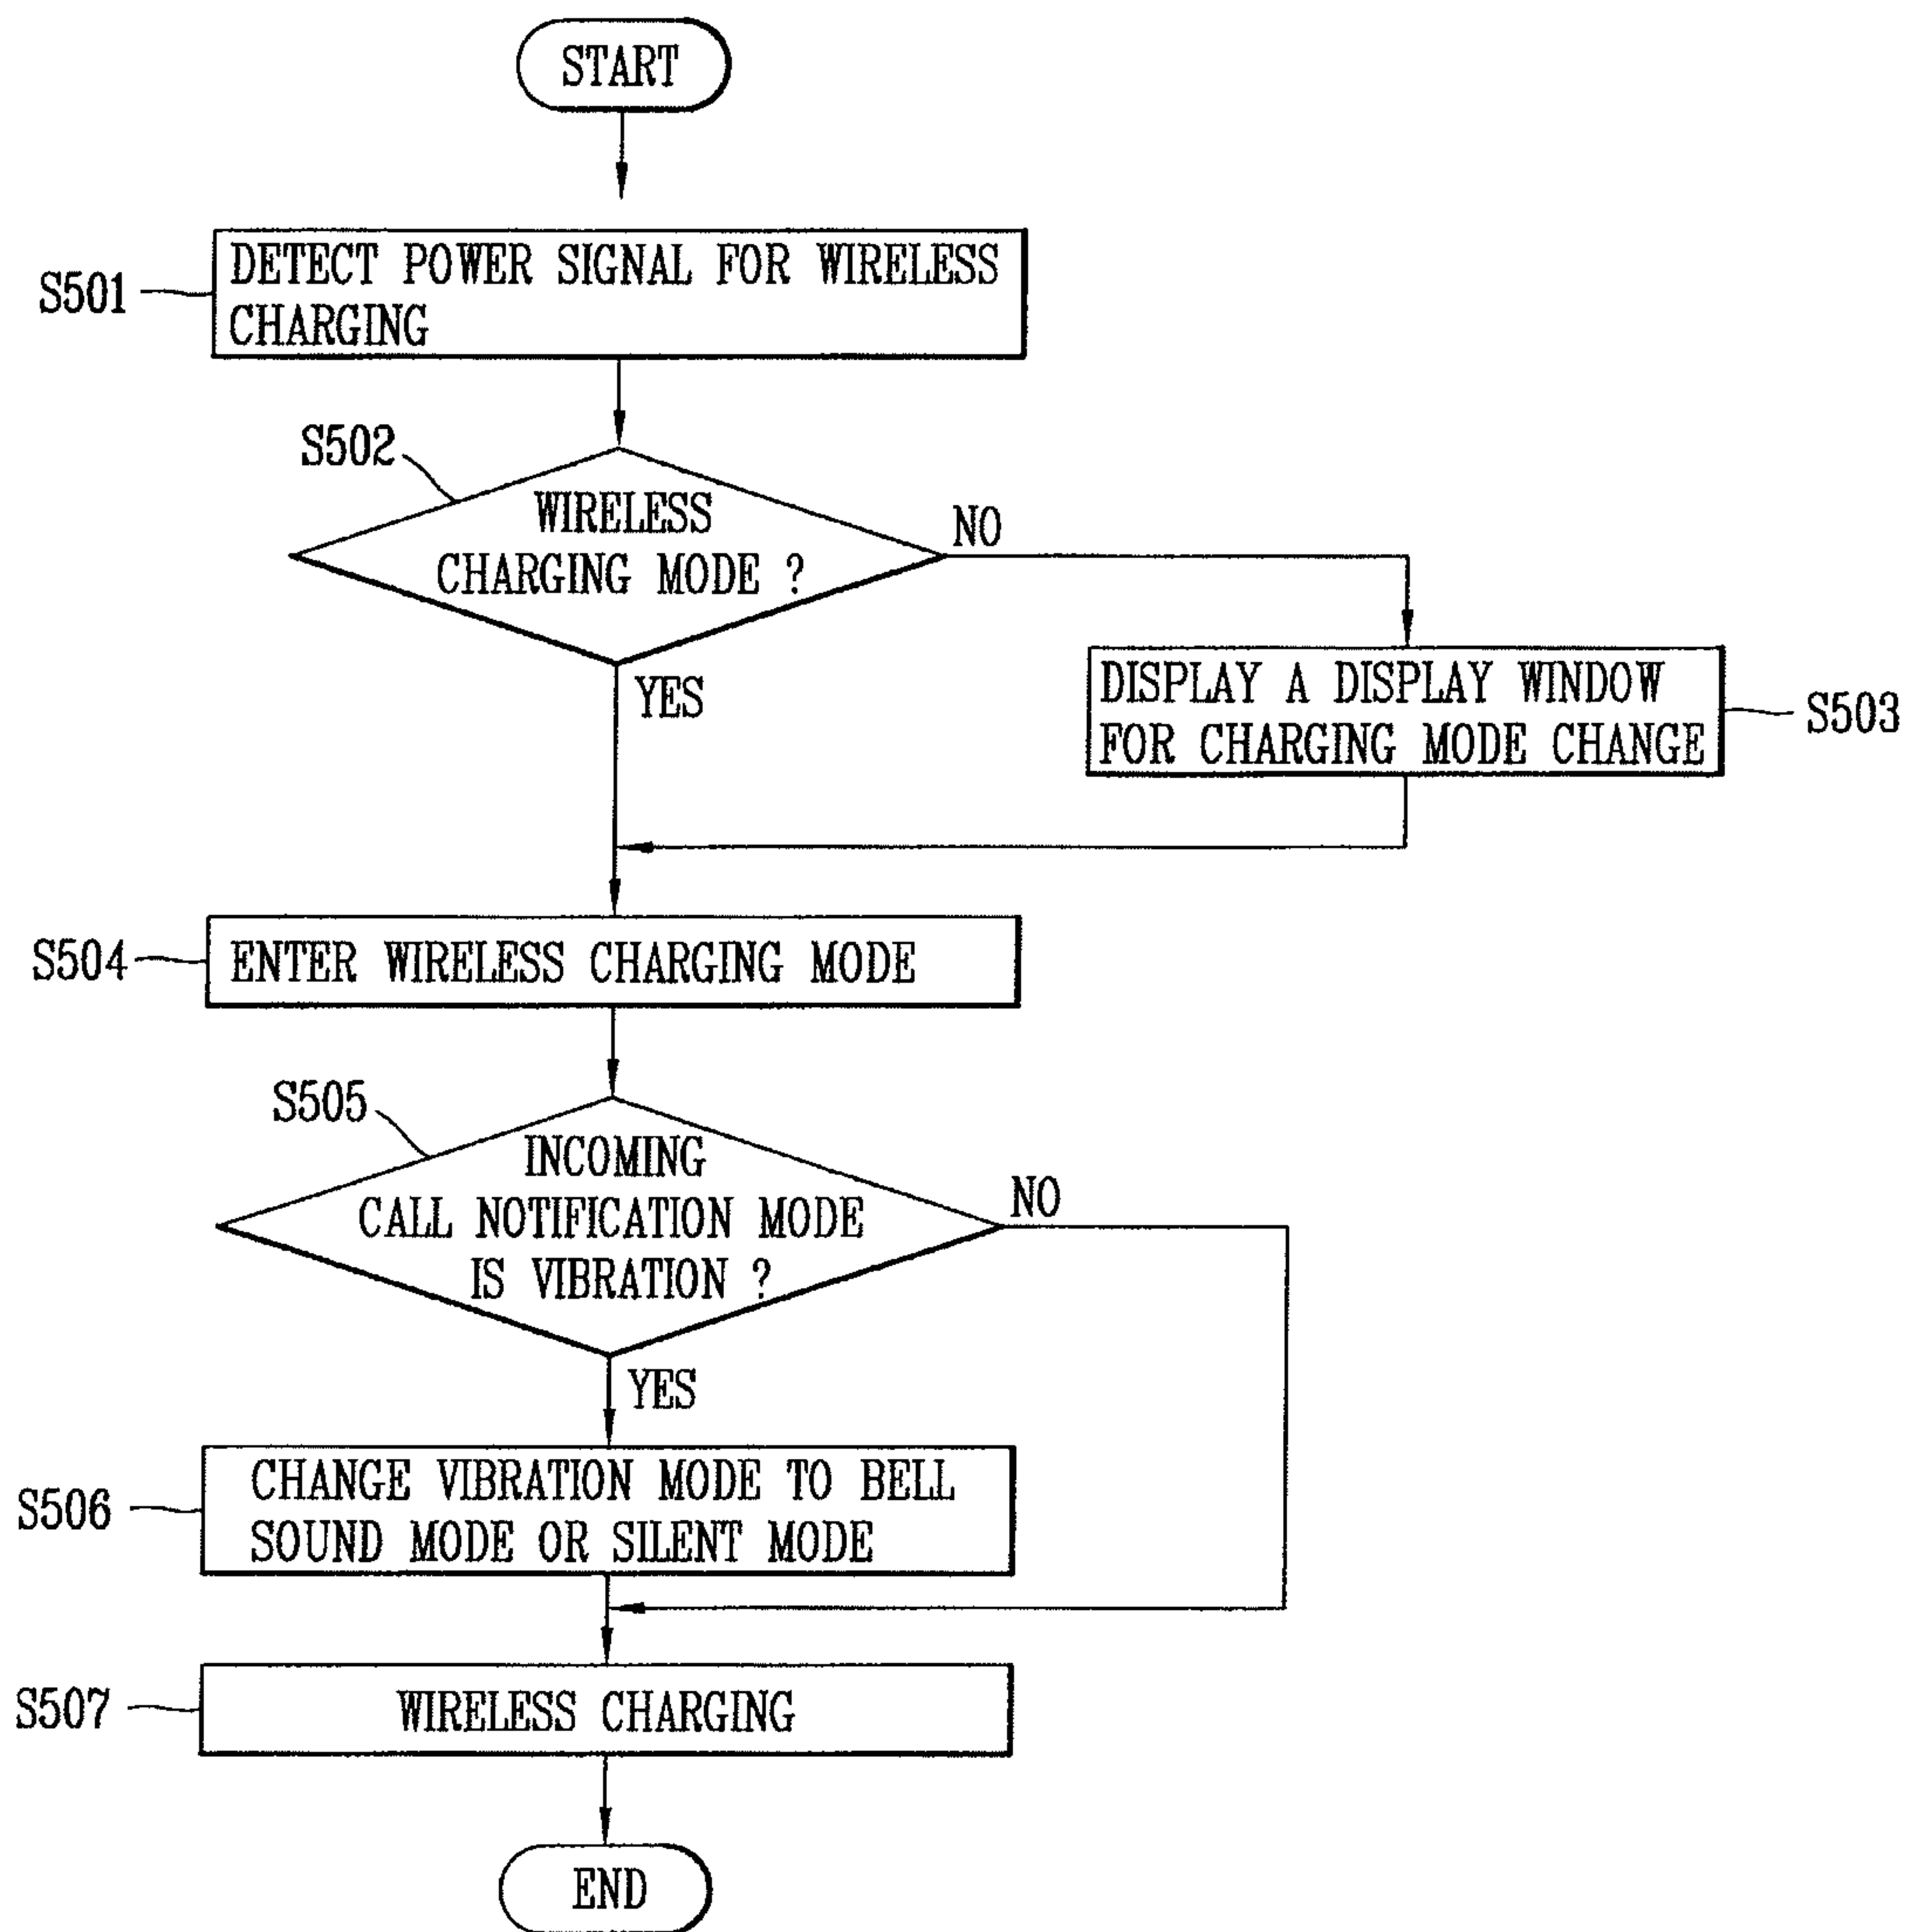 START
S501
DETECT POWER SIGNAL FOR WIRELESS
CHARGING
S502
WIRELESS
CHARGING MODE ?
NO
YES
DISPLAY A DISPLAY WINDOW
FOR CHARGING MODE CHANGE
S503
S504
ENTER WIRELESS CHARGING MODE
S505
INCOMING
CALL NOTIFICATION MODE
IS VIBRATION ?
NO
YES
S506
CHANGE VIBRATION MODE TO BELL
SOUND MODE OR SILENT MODE
S507
WIRELESS CHARGING
END